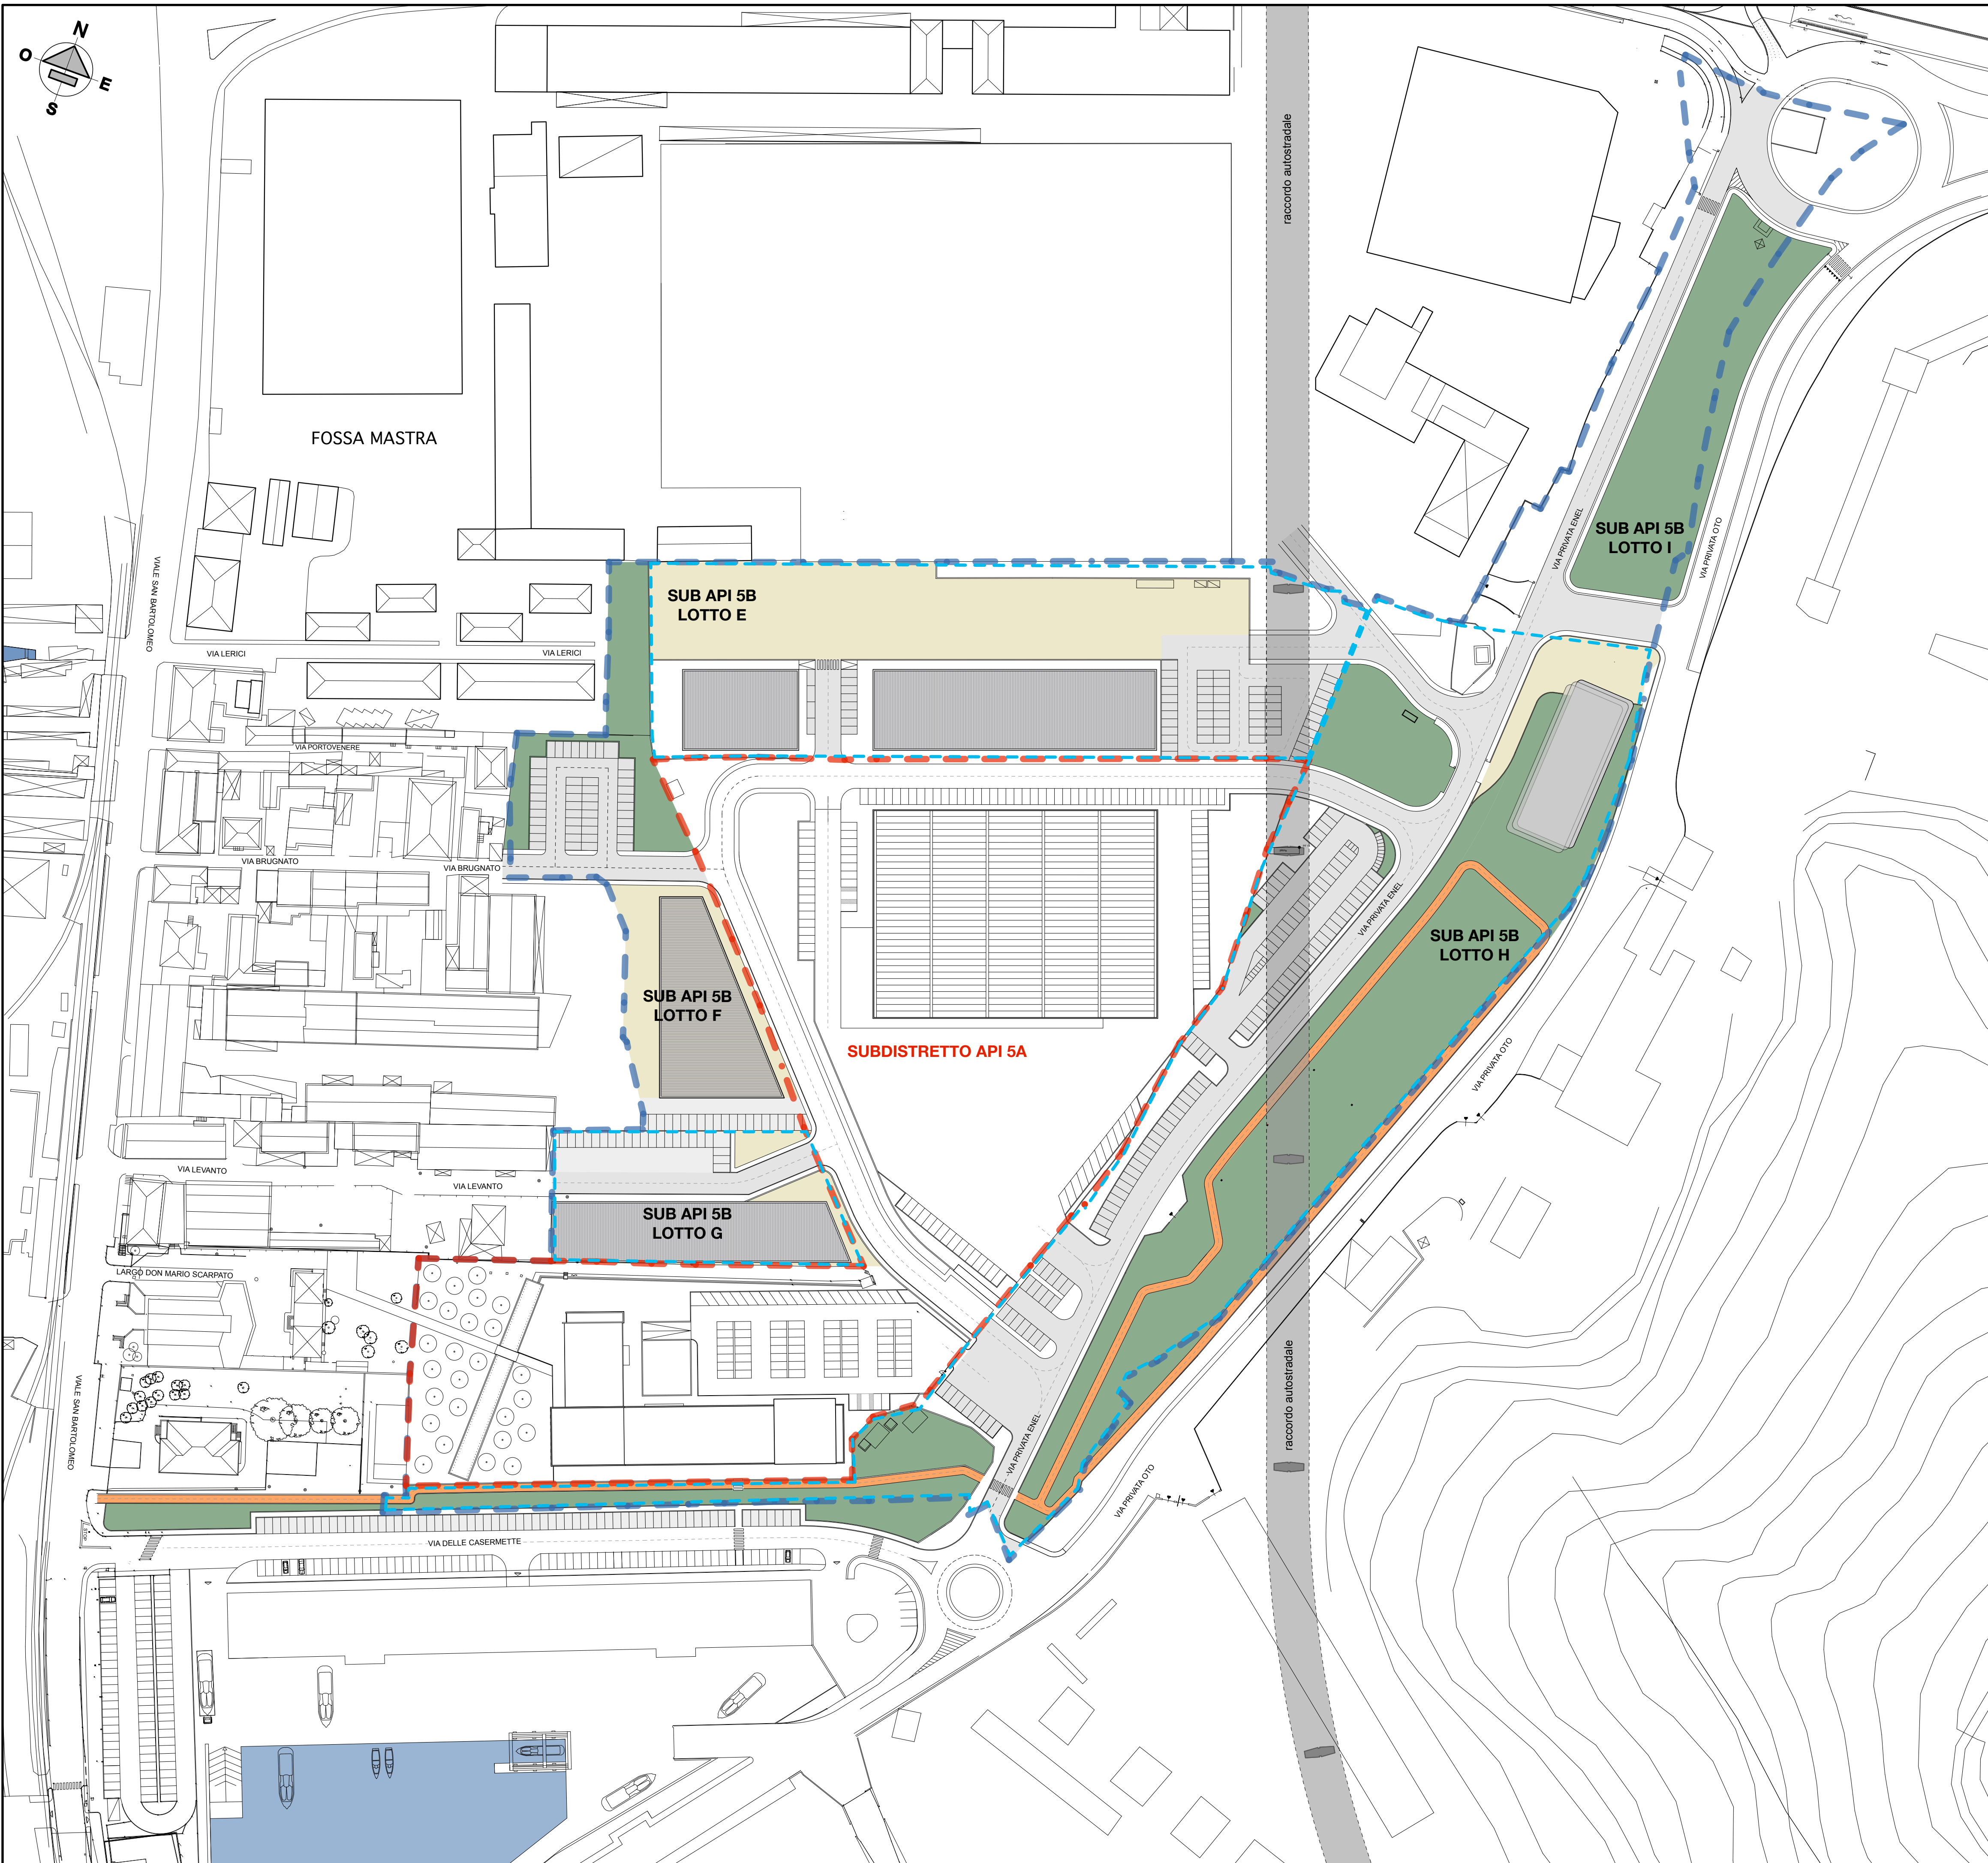 N
O
E
S
raccordo autostradale
FOSSA MASTRA
VIALE SAN BARTOLOMEO
VIA PRIVATA ENEL
SUB API 5B
LOTTO I
VIA PRIVATA OTO
SUB API 5B
LOTTO E
VIA LERICI
VIA LERICI
VIA PORTOVENERE
VIA BRUGNATO
VIA BRUGNATO
VIA PRIVATA ENEL
SUB API 5B
LOTTO H
SUB API 5B
LOTTO F
SUBDISTRETTO API 5A
VIA PRIVATA OTO
VIA LEVANTO
VIA LEVANTO
SUB API 5B
LOTTO G
LARGO DON MARIO SCARPATO
VIALE SAN BARTOLOMEO
raccordo autostradale
VIA PRIVATA ENEL
VIA PRIVATA OTO
STOP
VIA DELLE CASERMETTE